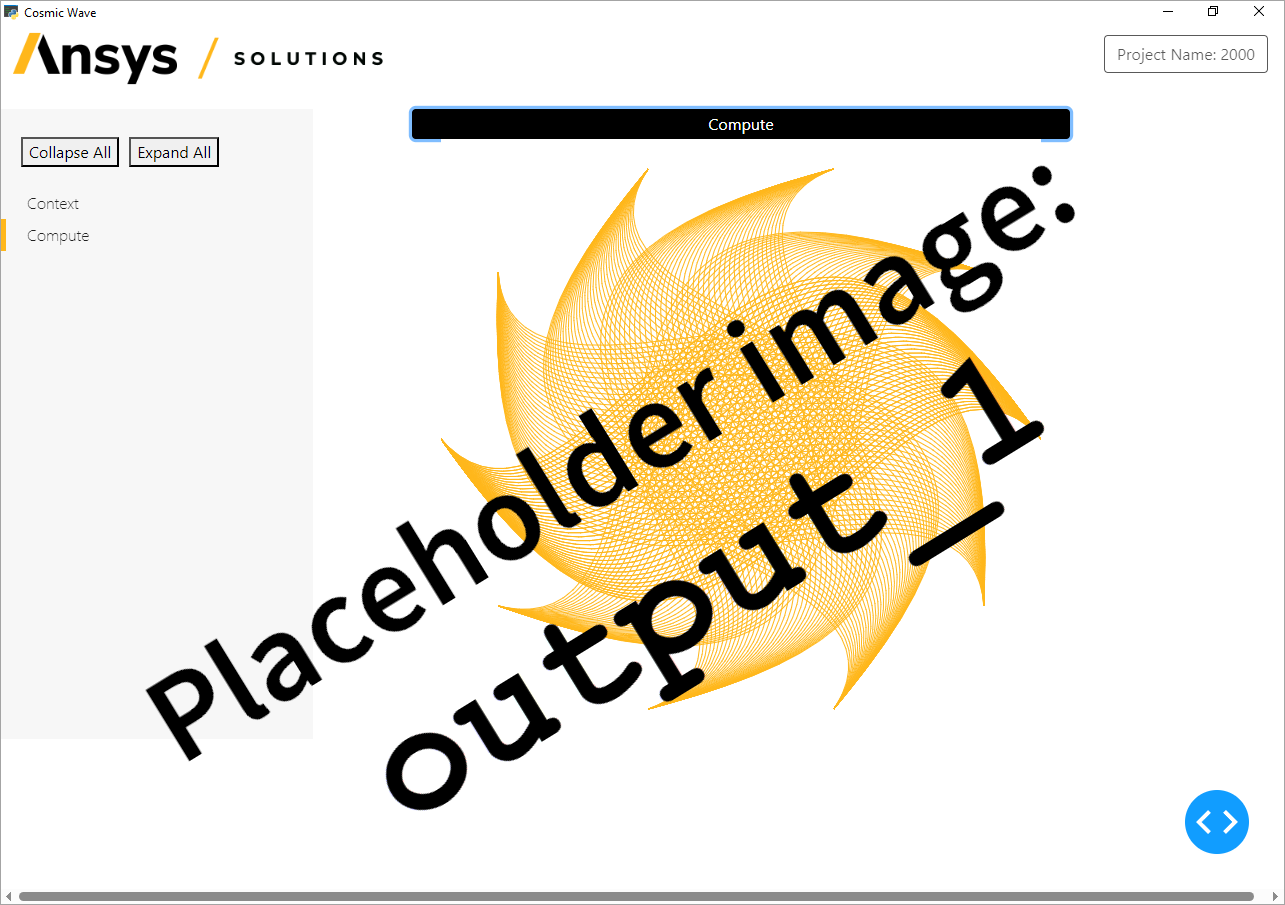 Cosmic Wave
Ansys / SOLUTIONS
Project Name: 2000
Compute
Collapse All
Expand All
Context
Compute
Placeholder image:
output_1